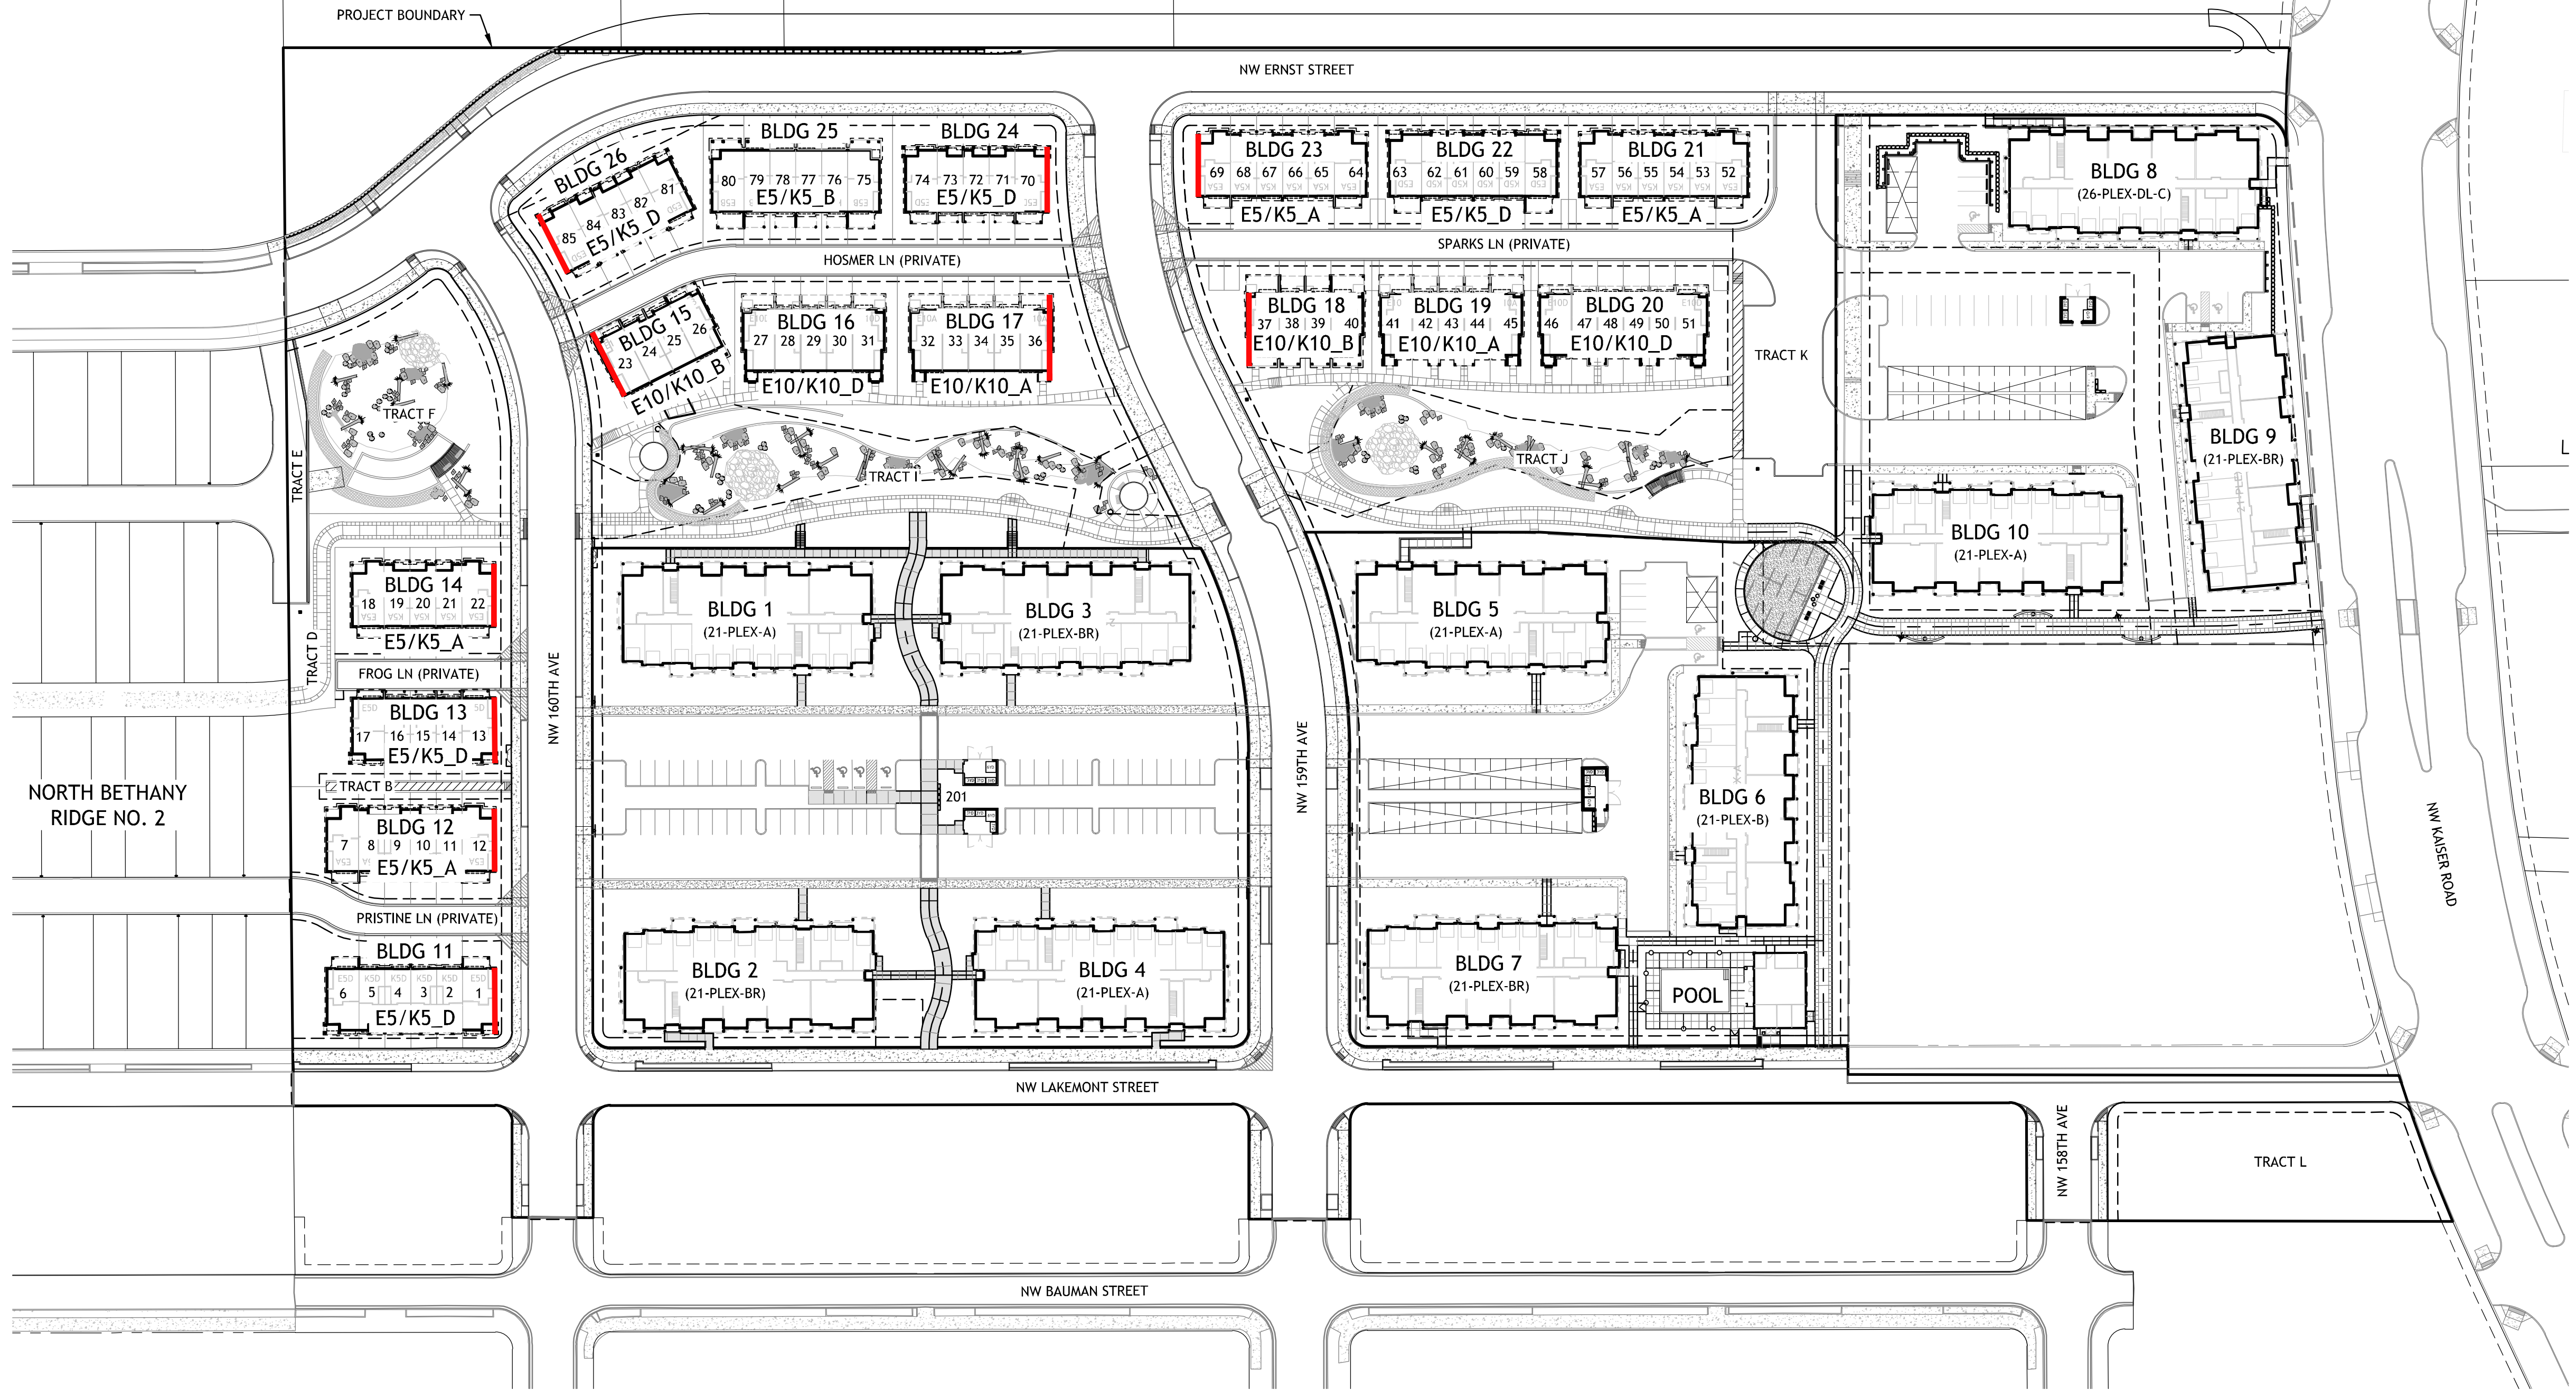 PROJECT BOUNDARY
NW ERNST STREET
BLDG 26
81
82
83
84
85
E5/K5_D
BLDG 25
80 79 78 77 76 75
E5/K5_B
BLDG 24
74 73 72 71 70
E5/K5_D
BLDG 23
69 68 67 66 65 64
E5/K5_A
BLDG 22
63 62 61 60 59 58
E5/K5_D
BLDG 21
57 56 55 54 53 52
E5/K5_A
BLDG 8
(26-PLEX-DL-C)
HOSMER LN (PRIVATE)
SPARKS LN (PRIVATE)
BLDG 15
23 24 25 26
E10/K10_B
BLDG 16
27 28 29 30 31
E10/K10_D
BLDG 17
32 33 34 35 36
E10/K10_A
BLDG 18
37 38 39 40
E10/K10_B
BLDG 19
41 42 43 44 45
E10/K10_A
BLDG 20
46 47 48 49 50 51
E10/K10_D
TRACT K
TRACT F
TRACT E
TRACT I
TRACT J
BLDG 9
(21-PLEX-BR)
BLDG 10
(21-PLEX-A)
BLDG 14
18 19 20 21 22
E5/K5_A
TRACT D
FROG LN (PRIVATE)
NW 160TH AVE
BLDG 1
(21-PLEX-A)
BLDG 3
(21-PLEX-BR)
BLDG 5
(21-PLEX-A)
BLDG 13
17 16 15 14 13
E5/K5_D
TRACT B
NW 159TH AVE
201
BLDG 6
(21-PLEX-B)
NORTH BETHANY
RIDGE NO. 2
BLDG 12
7 8 9 10 11 12
E5/K5_A
NW KAISER ROAD
PRISTINE LN (PRIVATE)
BLDG 11
E5D K5D K5D K5D K5D E5D
6 5 4 3 2 1
E5/K5_D
BLDG 2
(21-PLEX-BR)
BLDG 4
(21-PLEX-A)
BLDG 7
(21-PLEX-BR)
POOL
NW LAKEMONT STREET
NW 158TH AVE
TRACT L
NW BAUMAN STREET